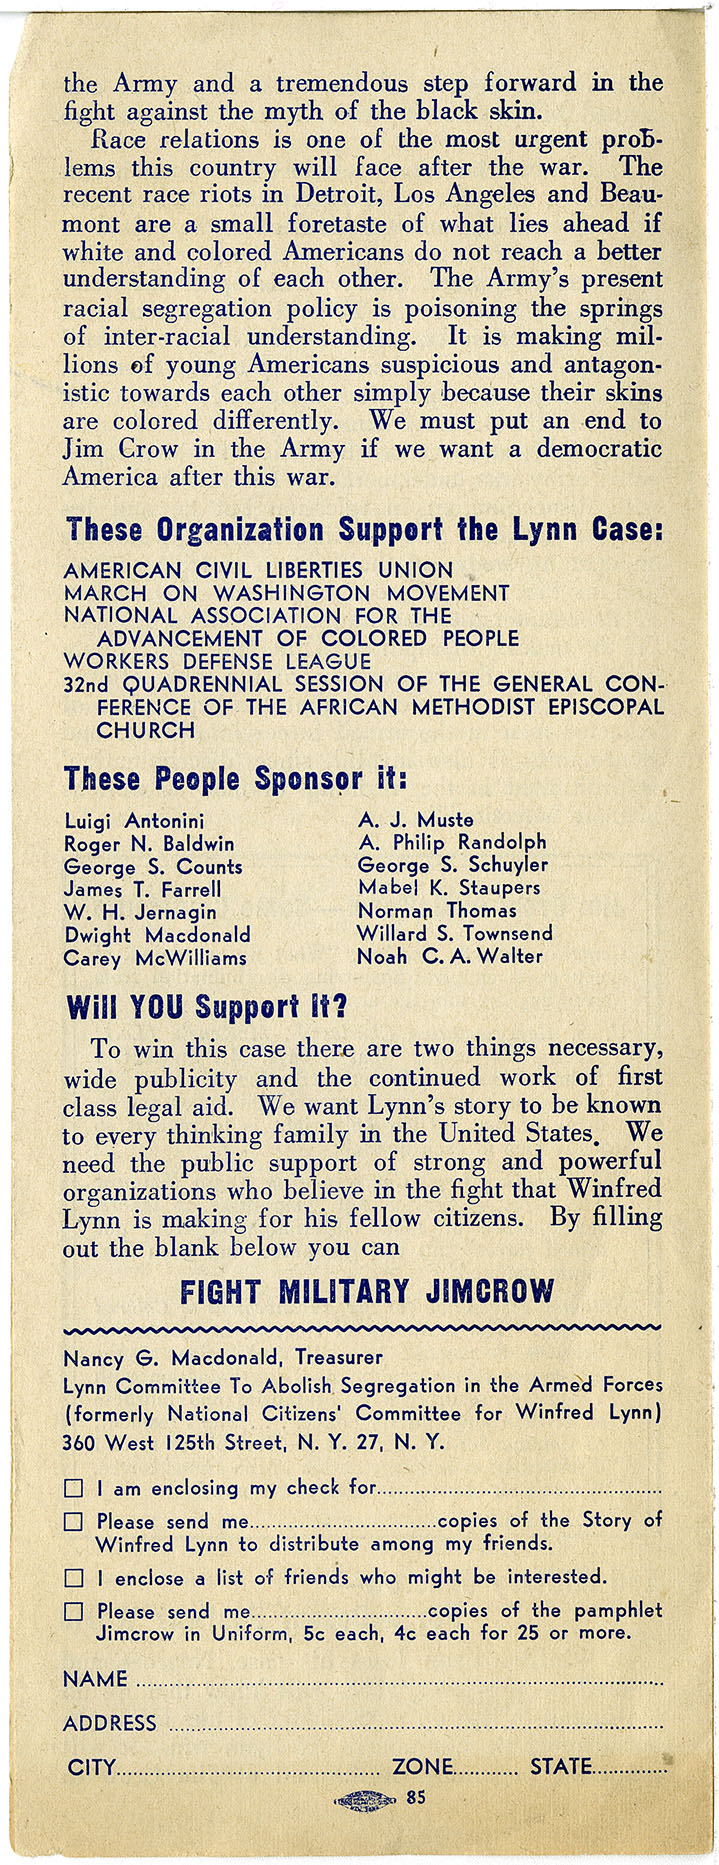 the Army and a tremendous step forward in the
fight against the myth of the black skin.
Race relations is one of the most urgent prob-
lems this country will face after the war. The
recent race riots in Detroit, Los Angeles and Beau-
mont are a small foretaste of what lies ahead if
white and colored Americans do not reach a better
understanding of each other. The Army's present
racial segregation policy is poisoning the springs
of inter-racial understanding. It is making mil-
lions of young Americans suspicious and antagon-
istic towards each other simply because their skins
are colored differently. We must put an end to
Jim Crow in the Army if we want a democratic
America after this war.
These Organization Support the Lynn Case:
AMERICAN CIVIL LIBERTIES UNION
MARCH ON WASHINGTON MOVEMENT
NATIONAL ASSOCIATION FOR THE
ADVANCEMENT OF COLORED PEOPLE
WORKERS DEFENSE LEAGUE
32nd QUADRENNIAL SESSION OF THE GENERAL CON-
FERENCE OF THE AFRICAN METHODIST EPISCOPAL
CHURCH
These People Sponsor it:
Luigi Antonini
Roger N. Baldwin
George S. Counts
James T. Farrell
W. H. Jernagin
Dwight Macdonald
Carey McWilliams
A. J. Muste
A. Philip Randolph
George S. Schuyler
Mabel K. Staupers
Norman Thomas
Willard S. Townsend
Noah C. A. Walter
Will YOU Support It?
To win this case there are two things necessary,
wide publicity and the continued work of first
class legal aid. We want Lynn's story to be known
to every thinking family in the United States. We
need the public support of strong and powerful
organizations who believe in the fight that Winfred
Lynn is making for his fellow citizens. By filling
out the blank below you can
FIGHT MILITARY JIMCROW
Nancy G. Macdonald, Treasurer
Lynn Committee To Abolish Segregation in the Armed Forces
(formerly National Citizens' Committee for Winfred Lynn)
360 West 125th Street, N. Y. 27, N. Y.
☐ I am enclosing my check for..........
☐ Please send me..........copies of the Story of
Winfred Lynn to distribute among my friends.
☐ I enclose a list of friends who might be interested.
☐ Please send me..........copies of the pamphlet
Jimcrow in Uniform, 5c each, 4c each for 25 or more.
NAME ..........
ADDRESS ..........
CITY.......... ZONE.......... STATE..........
85